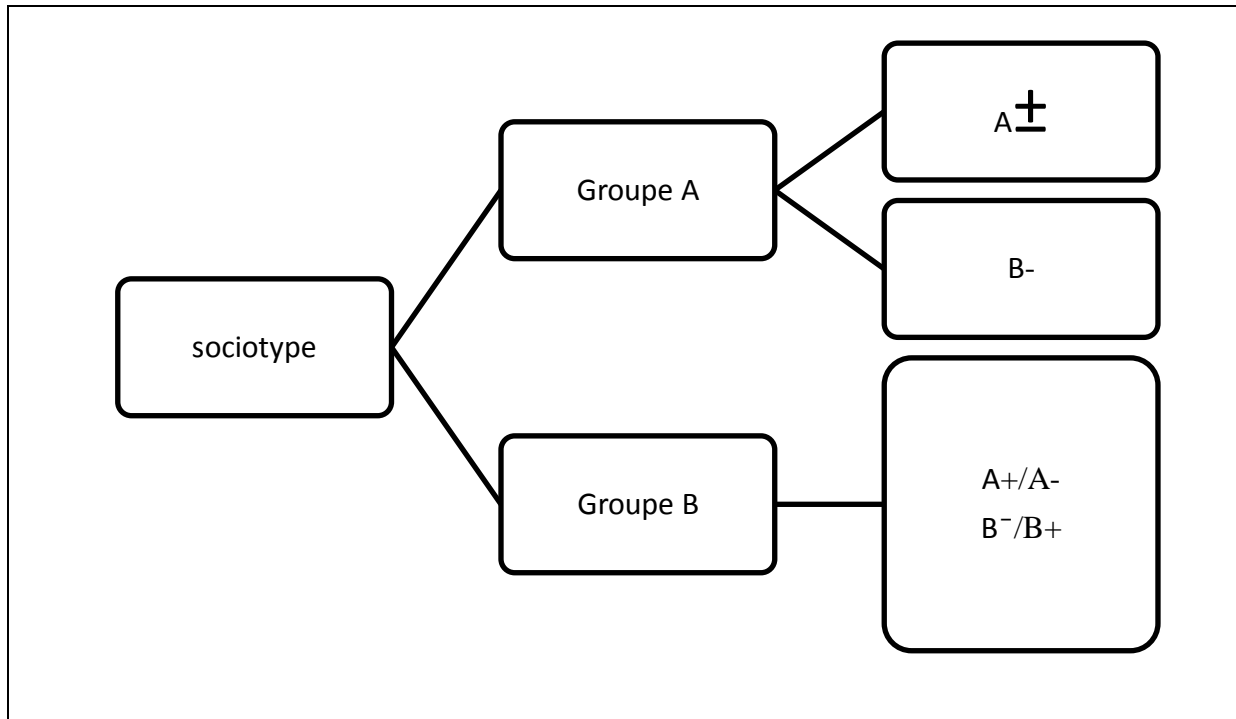 sociotype
Groupe A
A±
B-
Groupe B
A+/A-
B⁻/B+